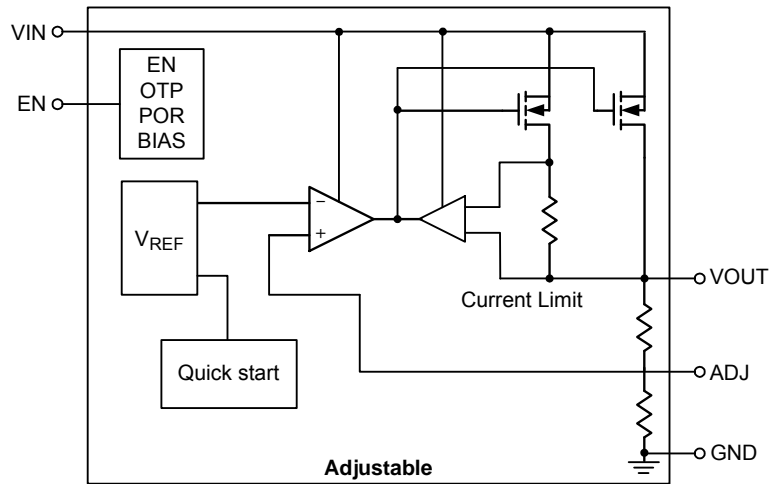 VIN
EN
EN
OTP
POR
BIAS
VREF
−
+
Quick start
Current Limit
VOUT
ADJ
GND
Adjustable